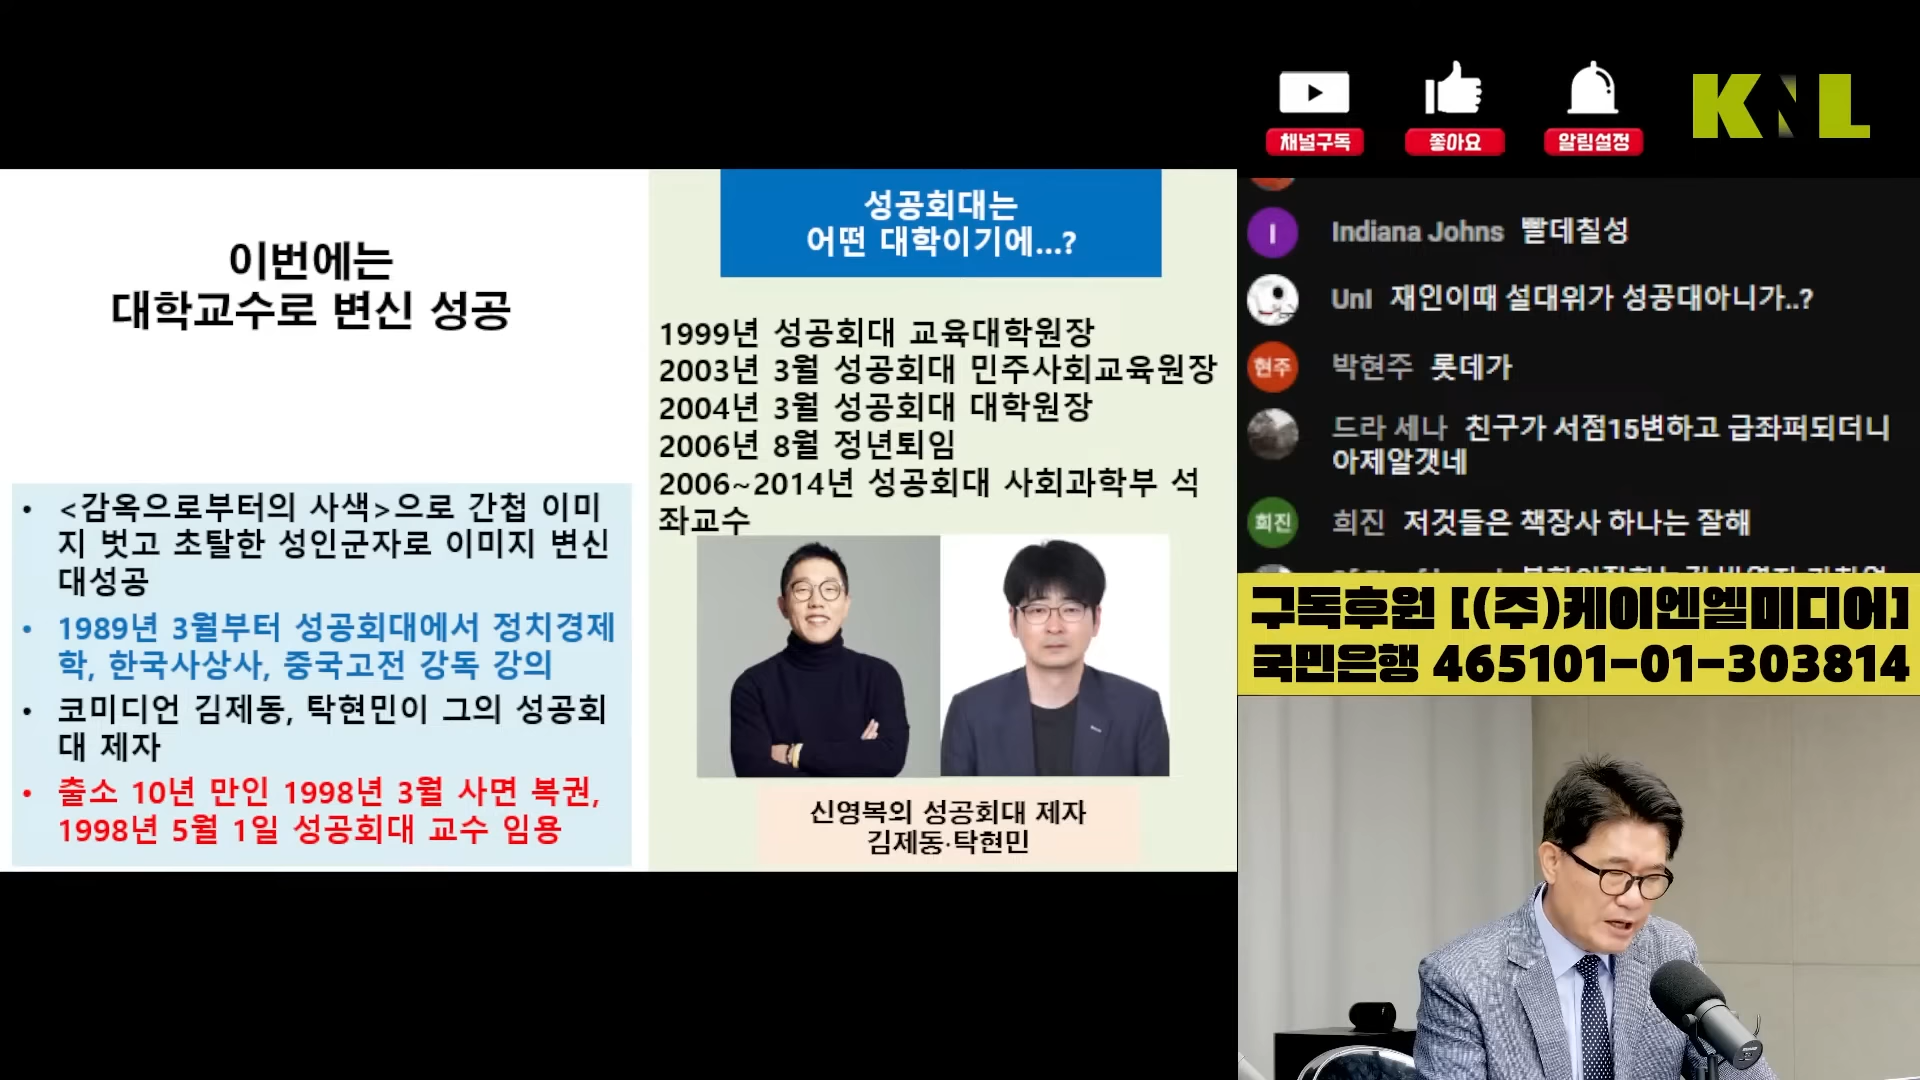 이번에는
대학교수로 변신 성공
• <감옥으로부터의 사색>으로 간첩 이미
지 벗고 초탈한 성인군자로 이미지 변신
대성공
• 1989년 3월부터 성공회대에서 정치경제
학, 한국사상사, 중국고전 강독 강의
• 코미디언 김제동, 탁현민이 그의 성공회
대 제자
• 출소 10년 만인 1998년 3월 사면 복권,
1998년 5월 1일 성공회대 교수 임용
성공회대는
어떤 대학이기에...?
1999년 성공회대 교육대학원장
2003년 3월 성공회대 민주사회교육원장
2004년 3월 성공회대 대학원장
2006년 8월 정년퇴임
2006~2014년 성공회대 사회과학부 석
좌교수
신영복의 성공회대 제자
김제동·탁현민
채널구독
좋아요
알림설정
KNL
I Indiana Johns 빨데칠성
UnI 재인이때 설대위가 성공대아니가..?
현주 박현주 롯데가
드라 세나 친구가 서점15변하고 급좌퍼되더니
아제알갯네
희진 희진 저것들은 책장사 하나는 잘해
구독후원 [(주)케이엔엘미디어]
국민은행 465101-01-303814